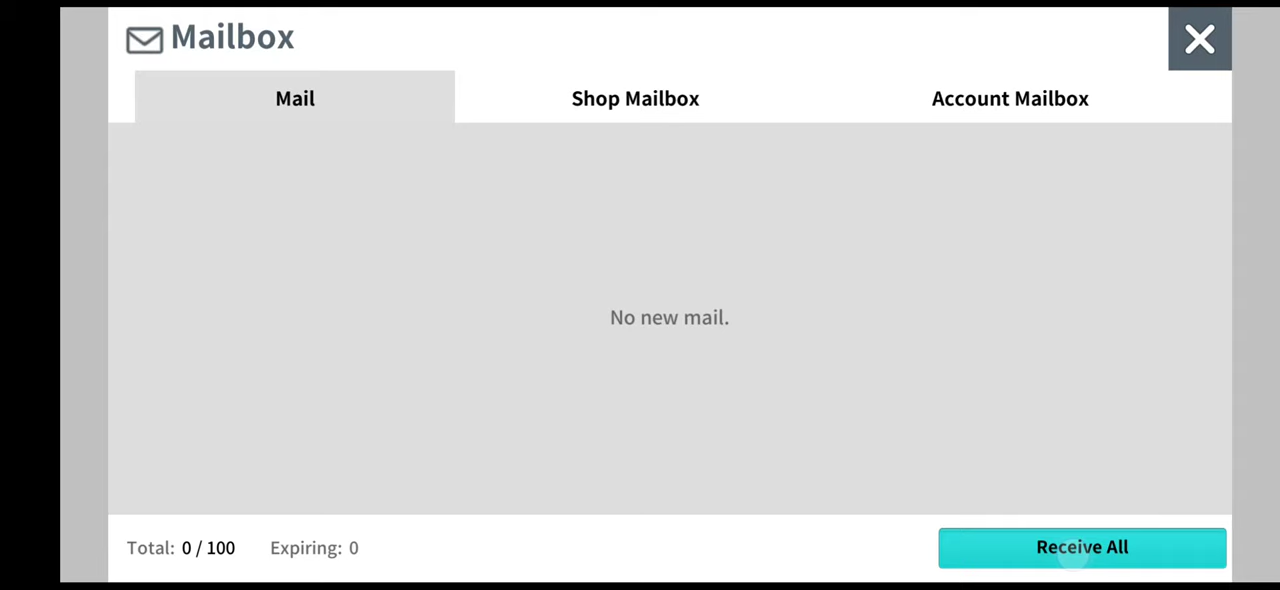 Mailbox
Mail
Shop Mailbox
Account Mailbox
No new mail.
Total: 0 / 100
Expiring: 0
Receive All